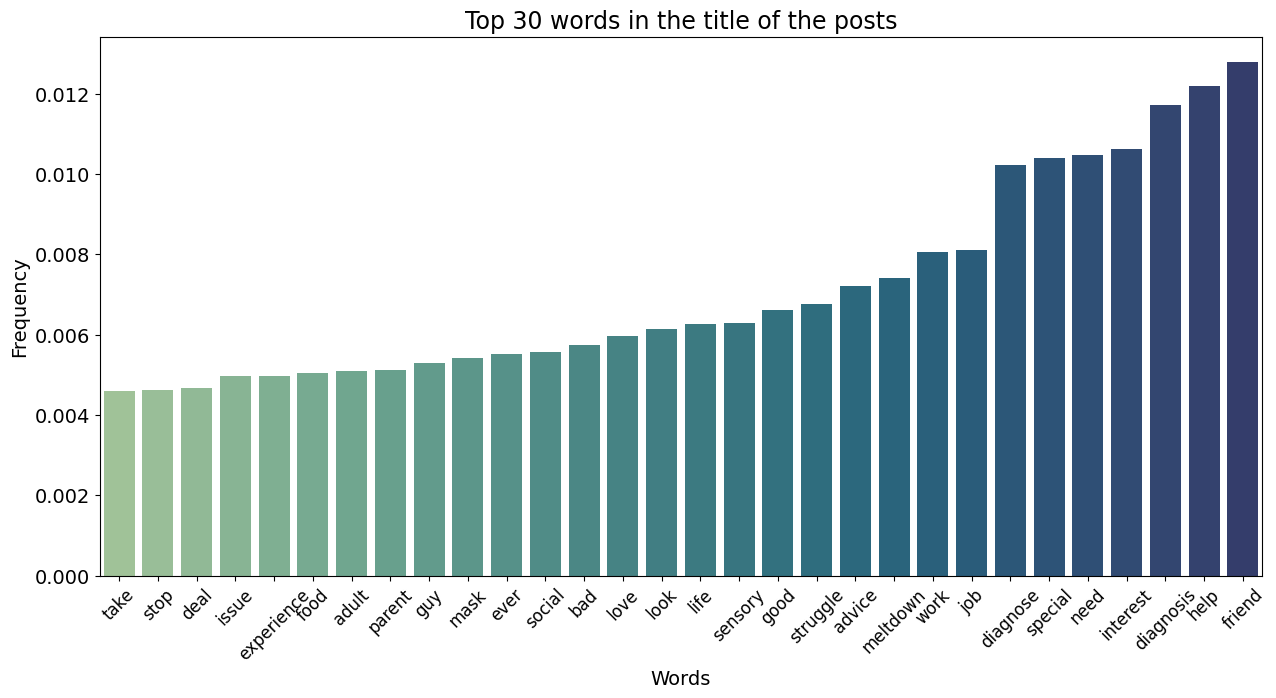 Top 30 words in the title of the posts
Frequency
0.012
0.010
0.008
0.006
0.004
0.002
0.000
take
stop
deal
issue
experience
food
adult
parent
guy
mask
ever
social
bad
love
look
life
sensory
good
struggle
advice
meltdown
work
job
diagnose
special
need
interest
diagnosis
help
friend
Words